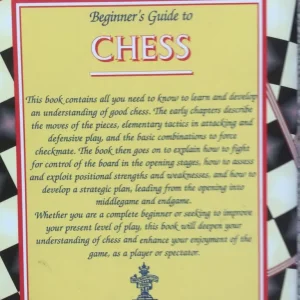 Beginner's Guide to
CHESS
This book contains all you need to know to learn and develop
an understanding of good chess. The early chapters describe
the moves of the pieces, elementary tactics in attacking and
defensive play, and the basic combinations to force
checkmate. The book then goes on to explain how to fight
for control of the board in the opening stages, how to assess
and exploit positional strengths and weaknesses, and how to
develop a strategic plan, leading from the opening into
middlegame and endgame.
Whether you are a complete beginner or seeking to improve
your present level of play, this book will deepen your
understanding of chess and enhance your enjoyment of the
game, as a player or spectator.